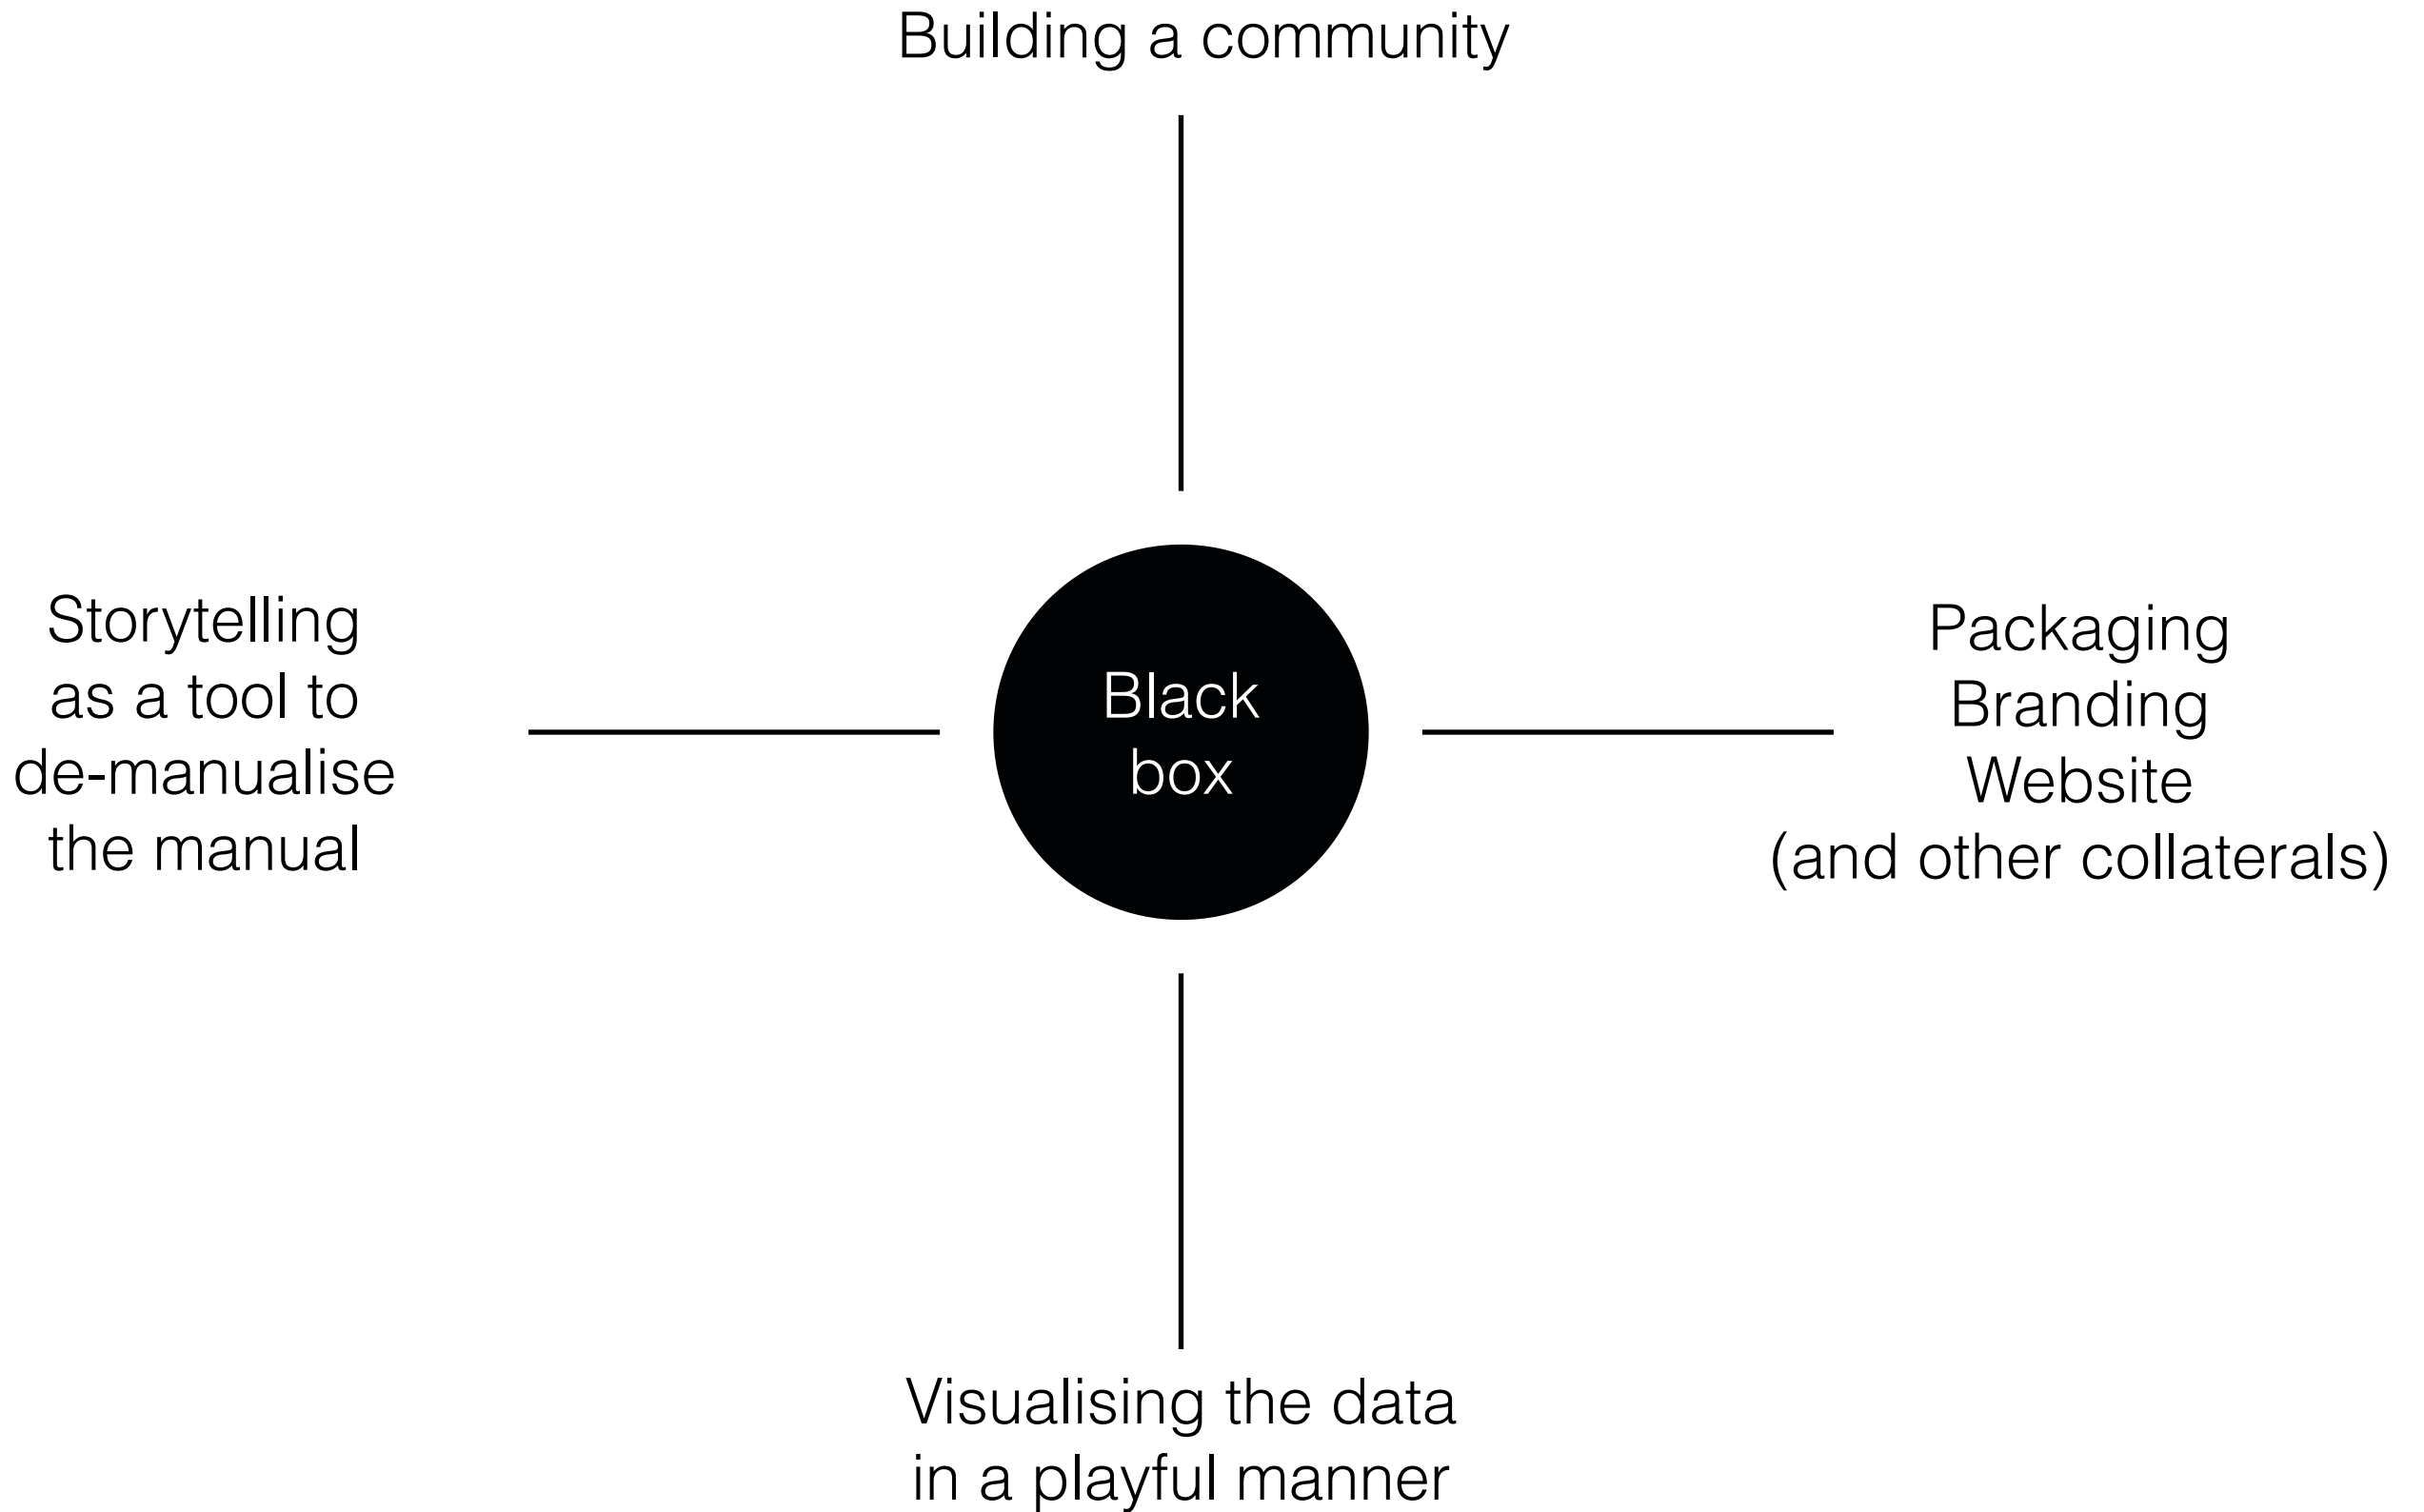 Building a community
Storytelling
as a tool to
de-manualise
the manual
Black
box
Packaging
Branding
Website
(and other collaterals)
Visualising the data
in a playful manner